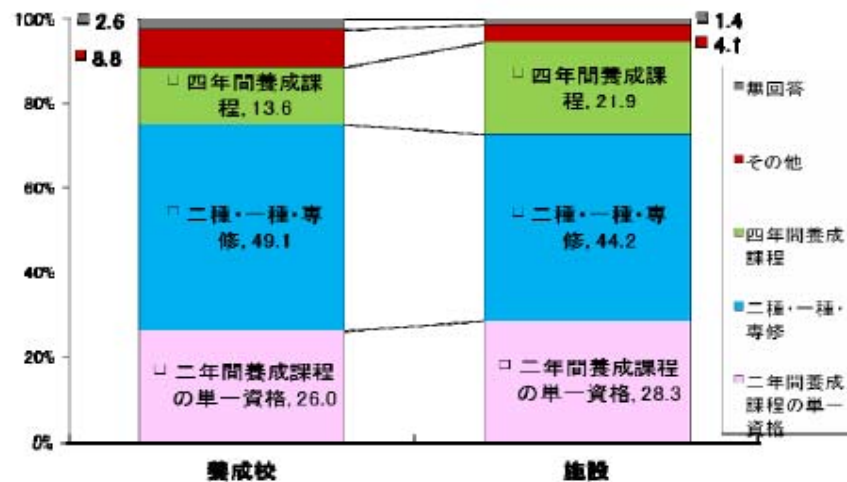 100%
80%
60%
40%
20%
0%
■ 2.6
■ 8.8
□ 四年間養成課
程, 13.6
□ 二種・一種・専
修, 49.1
□ 二年間養成課程
の単一資格, 26.0
養成校
■ 1.4
■ 4.1
□ 四年間養成課
程, 21.9
□ 二種・一種・専
修, 44.2
□ 二年間養成課程
の単一資格, 28.3
施設
■無回答
■その他
■四年間養成
課程
■二種・一種・
専修
■二年間養成
課程の単一
資格